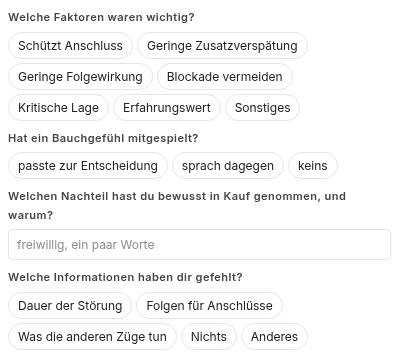 Welche Faktoren waren wichtig?
Schützt Anschluss Geringe Zusatzverspätung
Geringe Folgewirkung Blockade vermeiden
Kritische Lage Erfahrungswert Sonstiges
Hat ein Bauchgefühl mitgespielt?
passte zur Entscheidung sprach dagegen keins
Welchen Nachteil hast du bewusst in Kauf genommen, und
warum?
freiwillig, ein paar Worte
Welche Informationen haben dir gefehlt?
Dauer der Störung Folgen für Anschlüsse
Was die anderen Züge tun Nichts Anderes